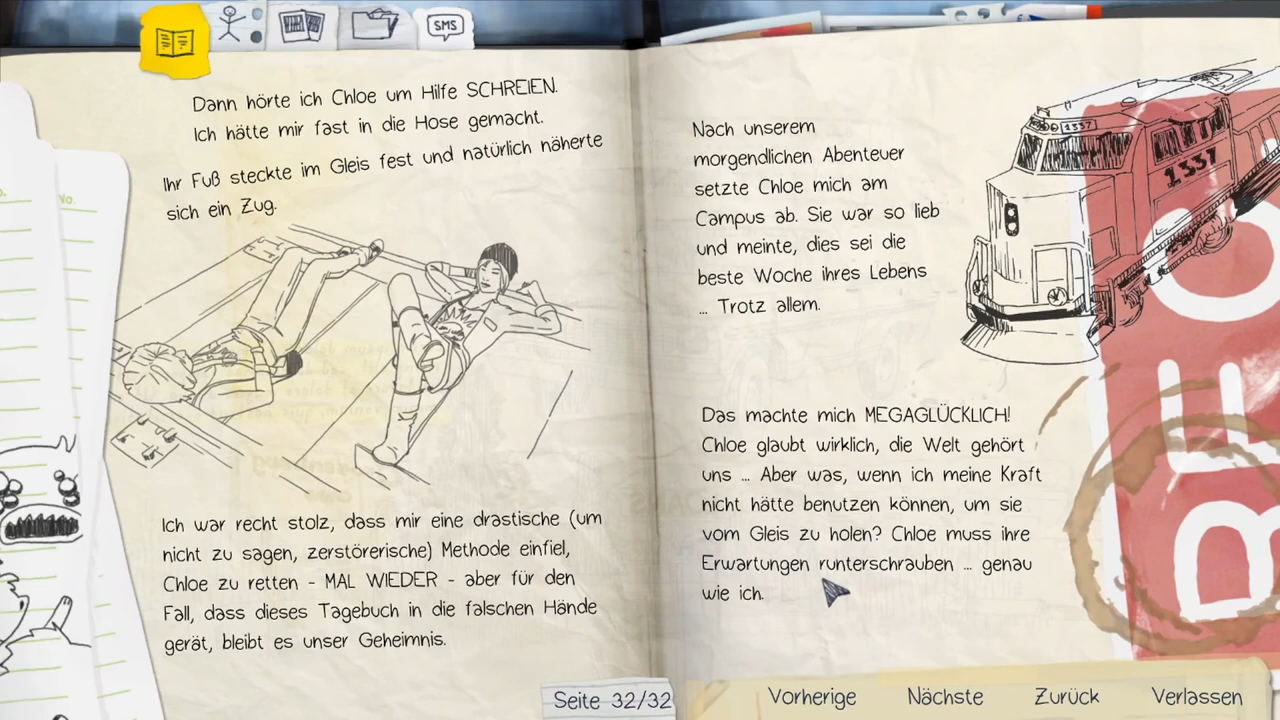 SMS
Dann hörte ich Chloe um Hilfe SCHREIEN.
Ich hätte mir fast in die Hose gemacht.
Ihr Fuß steckte im Gleis fest und natürlich näherte
sich ein Zug.
Ich war recht stolz, dass mir eine drastische (um
nicht zu sagen, zerstörerische) Methode einfiel,
Chloe zu retten - MAL WIEDER - aber für den
Fall, dass dieses Tagebuch in die falschen Hände
gerät, bleibt es unser Geheimnis.
No.
Nach unserem
morgendlichen Abenteuer
setzte Chloe mich am
Campus ab. Sie war so lieb
und meinte, dies sei die
beste Woche ihres Lebens
... Trotz allem.
1337
1337
Das machte mich MEGAGLÜCKLICH!
Chloe glaubt wirklich, die Welt gehört
uns ... Aber was, wenn ich meine Kraft
nicht hätte benutzen können, um sie
vom Gleis zu holen? Chloe muss ihre
Erwartungen runterschrauben ... genau
wie ich.
Seite 32/32
Vorherige
Nächste
Zurück
Verlassen